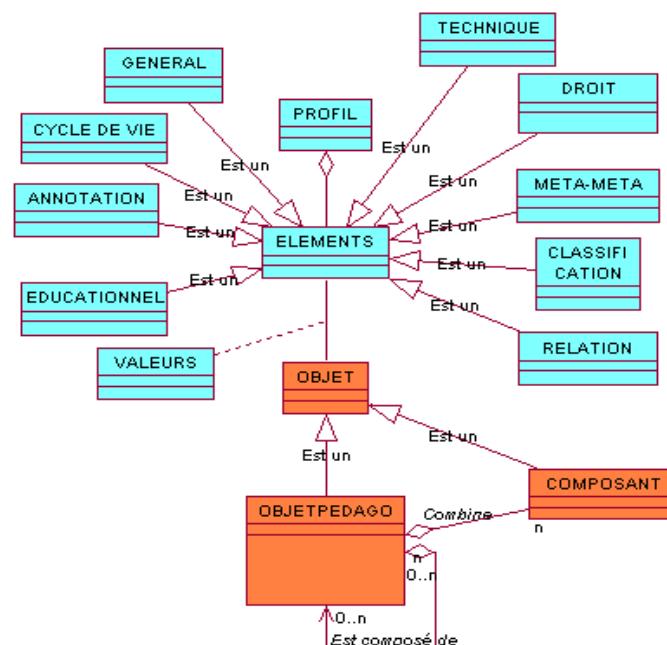 TECHNIQUE
GENERAL
DROIT
PROFIL
CYCLE DE VIE
Est un
Est un
Est un
Est un
META-META
ANNOTATION
Est un
Est un
Est un
ELEMENTS
CLASSIFI
CATION
Est un
EDUCATIONNEL
Est un
Est un
RELATION
VALEURS
OBJET
Est un
Est un
COMPOSANT
OBJETPEDAGO
Combine
n
n
0..n
0..n
Est composé de